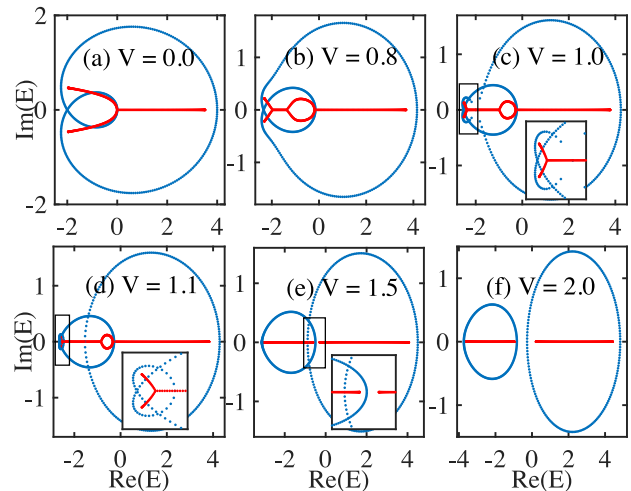 (a) V = 0.0
(b) V = 0.8
(c) V = 1.0
Im(E)
2
0
-2
1
0
-1
1
0
-1
-2 0 2 4
-2 0 2 4
-2 0 2 4
(d) V = 1.1
(e) V = 1.5
(f) V = 2.0
Im(E)
1
0
-1
1
0
-1
1
0
-1
-2 0 2 4
-2 0 2 4
-4 -2 0 2 4
Re(E)
Re(E)
Re(E)